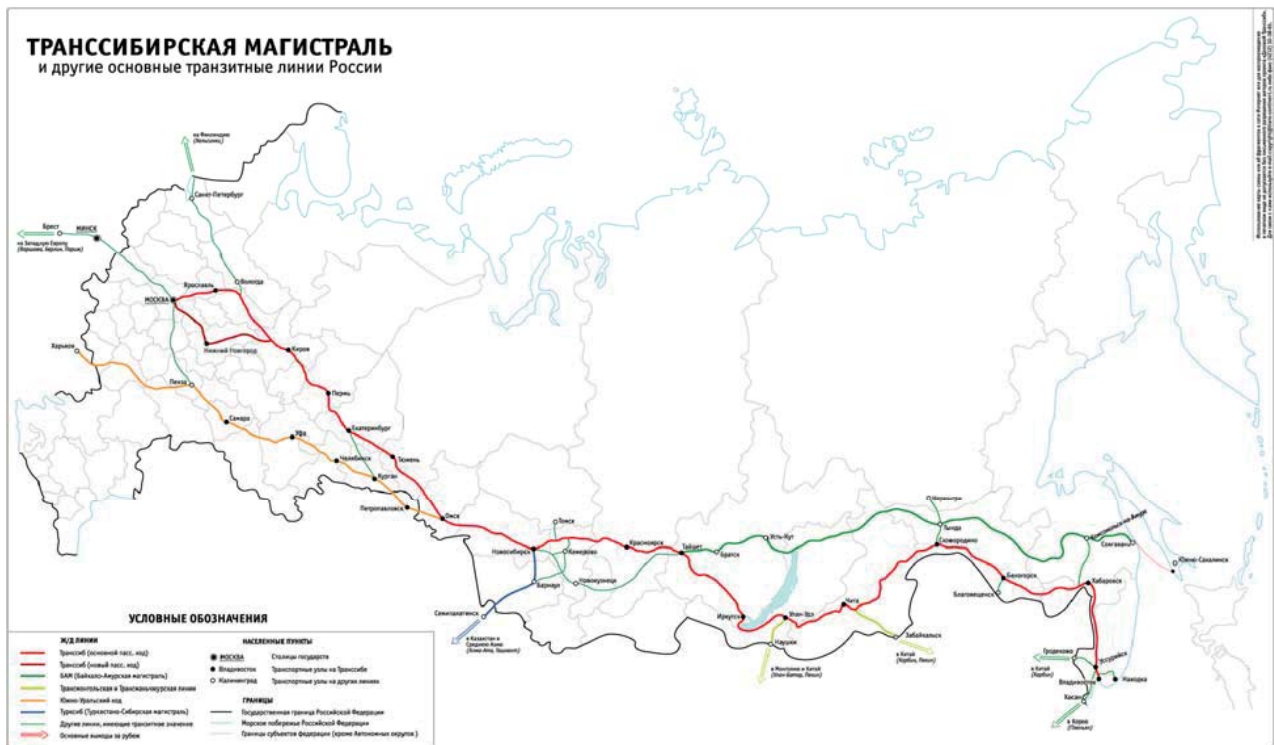 ТРАНССИБИРСКАЯ МАГИСТРАЛЬ
и другие основные транзитные линии России
на Финляндию
(Хельсинки)
Санкт-Петербург
Брест
МИНСК
на Западную Европу
(Варшава, Берлин, Париж)
Вологда
Ярославль
МОСКВА
Нижний Новгород
Киров
Харьков
Пенза
Пермь
Самара
Екатеринбург
Уфа
Тюмень
Челябинск
Курган
Петропавловск
Омск
Томск
Новосибирск
Кемерово
Красноярск
Тайшет
Братск
Усть-Кут
Тында
Комсомольск-на-Амуре
Сковородино
Южно-Сахалинск
Новокузнецк
Барнаул
Белогорск
Хабаровск
Благовещенск
Семипалатинск
Иркутск
Улан-Удэ
Чита
Забайкальск
Наушки
в Казахстан и
Среднюю Азию
(Алма-Ата, Ташкент)
в Китай
(Харбин, Пекин)
в Монголию и Китай
(Улан-Батор, Пекин)
Гродеково
в Китай
(Харбин)
Уссурийск
Владивосток
Находка
Хасан
в Корею
(Пхеньян)
УСЛОВНЫЕ ОБОЗНАЧЕНИЯ
Ж/Д ЛИНИИ
Транссиб (основной пасс. ход)
Транссиб (новый пасс. ход)
БАМ (Байкало-Амурская магистраль)
Трансмонгольская и Трансманьчжурская линии
Южно-Уральский ход
Турксиб (Туркестано-Сибирская магистраль)
Другие линии, имеющие транзитное значение
Основные выходы за рубеж
НАСЕЛЕННЫЕ ПУНКТЫ
МОСКВА Столицы государств
Владивосток Транспортные узлы на Транссибе
Калининград Транспортные узлы на других линиях
ГРАНИЦЫ
Государственная граница Российской Федерации
Морское побережье Российской Федерации
Границы субъектов федерации (кроме Автономных округов)